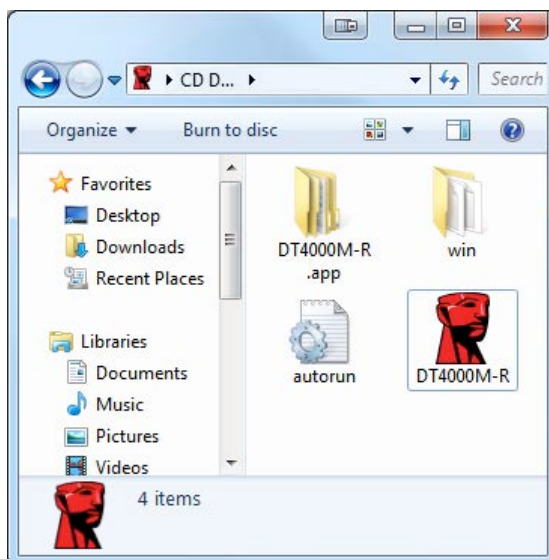 CD D...
Search
Organize
Burn to disc
Favorites
Desktop
Downloads
Recent Places
Libraries
Documents
Music
Pictures
Videos
DT4000M-R
.app
win
autorun
DT4000M-R
4 items